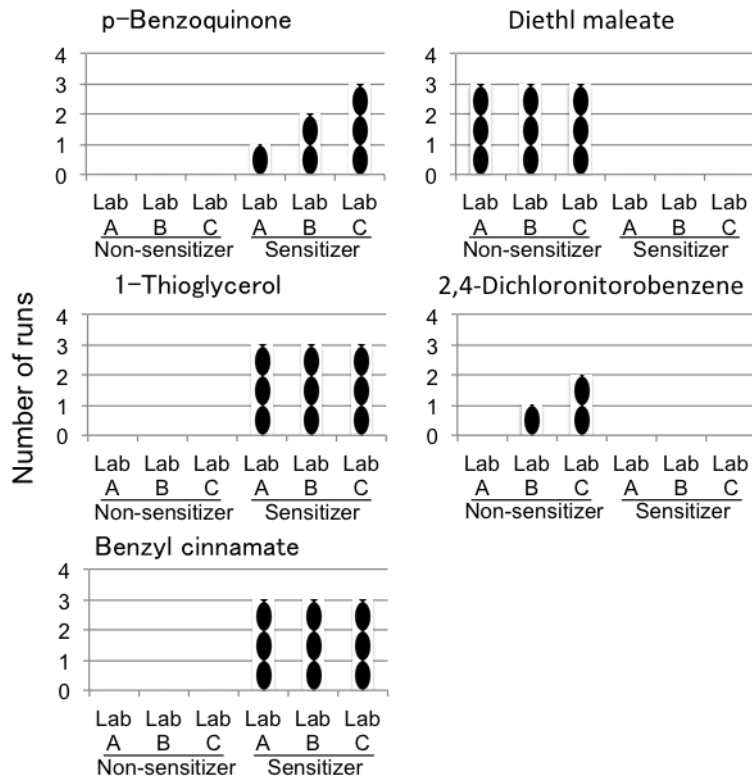 p-Benzoquinone
4
3
2
1
0
Lab Lab Lab Lab Lab Lab
A B C A B C
Non-sensitizer Sensitizer
Diethl maleate
4
3
2
1
0
Lab Lab Lab Lab Lab Lab
A B C A B C
Non-sensitizer Sensitizer
Number of runs
1-Thioglycerol
4
3
2
1
0
Lab Lab Lab Lab Lab Lab
A B C A B C
Non-sensitizer Sensitizer
2,4-Dichloronitorobenzene
4
3
2
1
0
Lab Lab Lab Lab Lab Lab
A B C A B C
Non-sensitizer Sensitizer
Benzyl cinnamate
4
3
2
1
0
Lab Lab Lab Lab Lab Lab
A B C A B C
Non-sensitizer Sensitizer